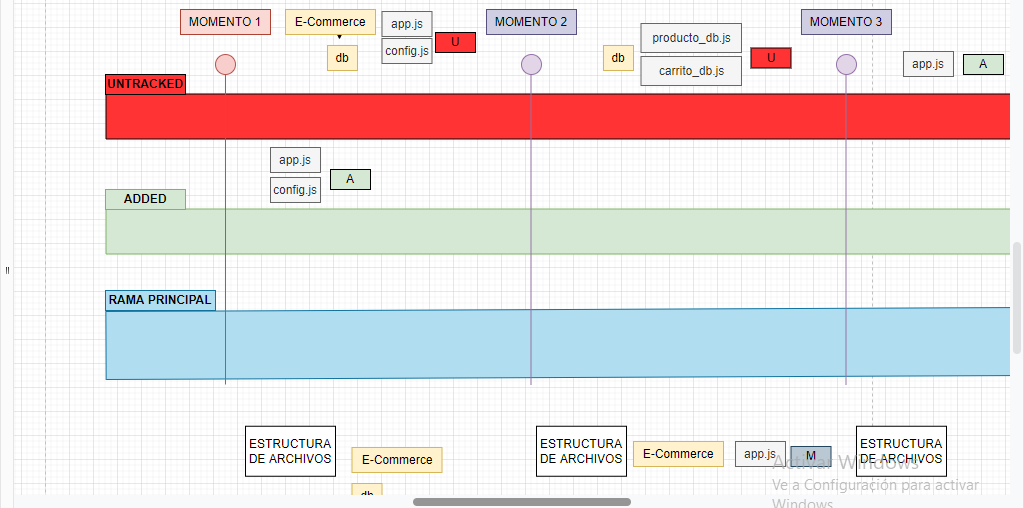 MOMENTO 1
E-Commerce
app.js
config.js
U
db
MOMENTO 2
db
producto_db.js
carrito_db.js
U
MOMENTO 3
app.js
A
UNTRACKED
app.js
config.js
A
ADDED
RAMA PRINCIPAL
ESTRUCTURA
DE ARCHIVOS
E-Commerce
db
ESTRUCTURA
DE ARCHIVOS
E-Commerce
app.js
M
ESTRUCTURA
DE ARCHIVOS
Activar Windows
Ve a Configuración para activar
Windows.